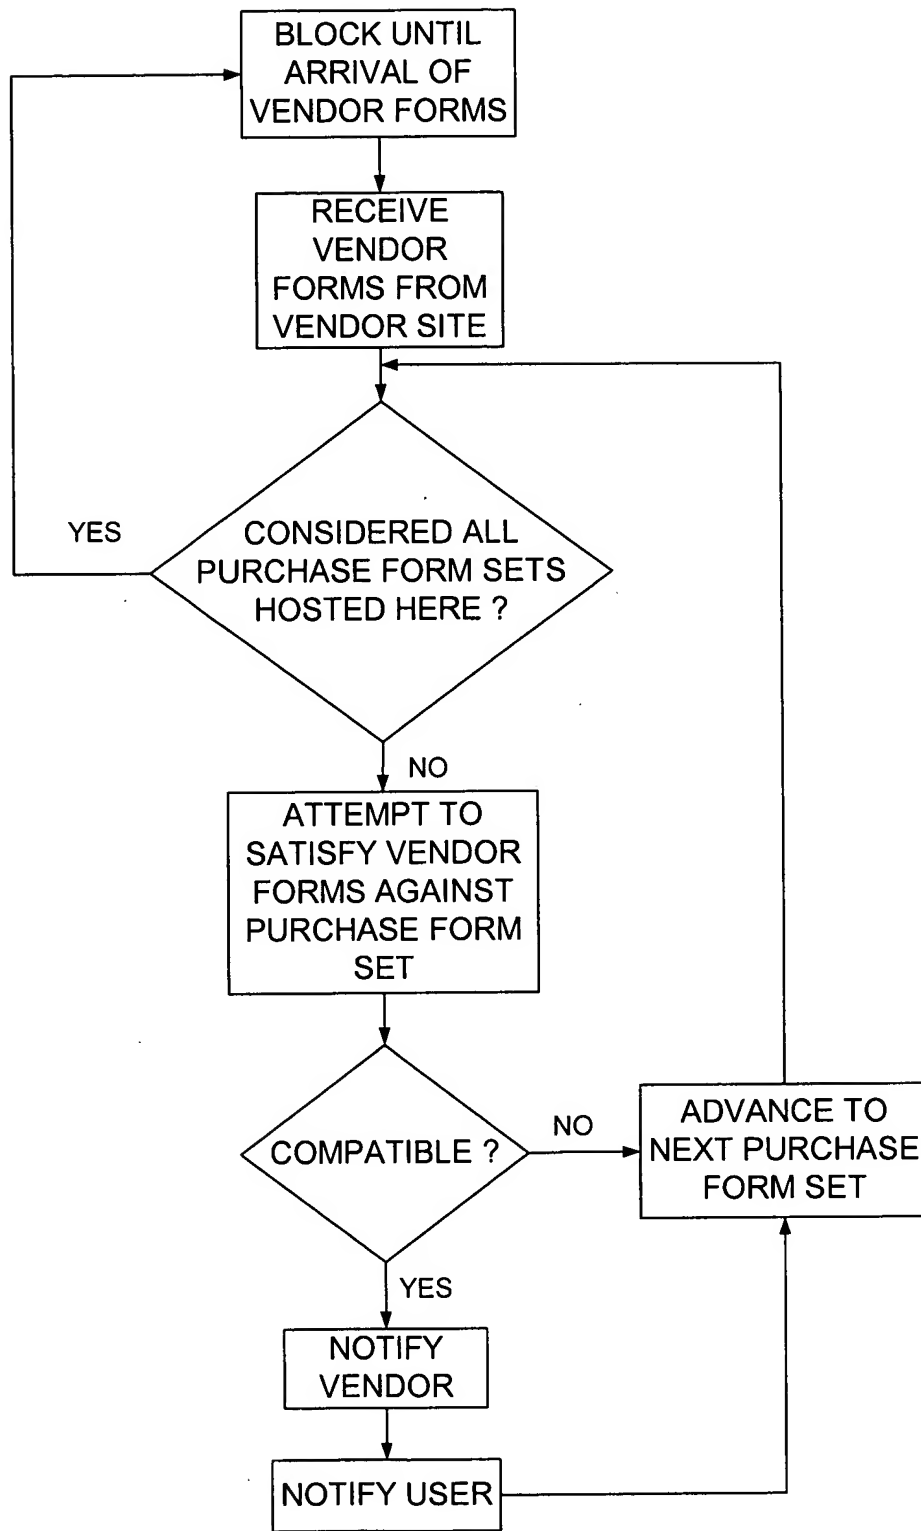 BLOCK UNTIL
ARRIVAL OF
VENDOR FORMS
RECEIVE
VENDOR
FORMS FROM
VENDOR SITE
YES
CONSIDERED ALL
PURCHASE FORM SETS
HOSTED HERE ?
NO
ATTEMPT TO
SATISFY VENDOR
FORMS AGAINST
PURCHASE FORM
SET
COMPATIBLE ?
NO
ADVANCE TO
NEXT PURCHASE
FORM SET
YES
NOTIFY
VENDOR
NOTIFY USER